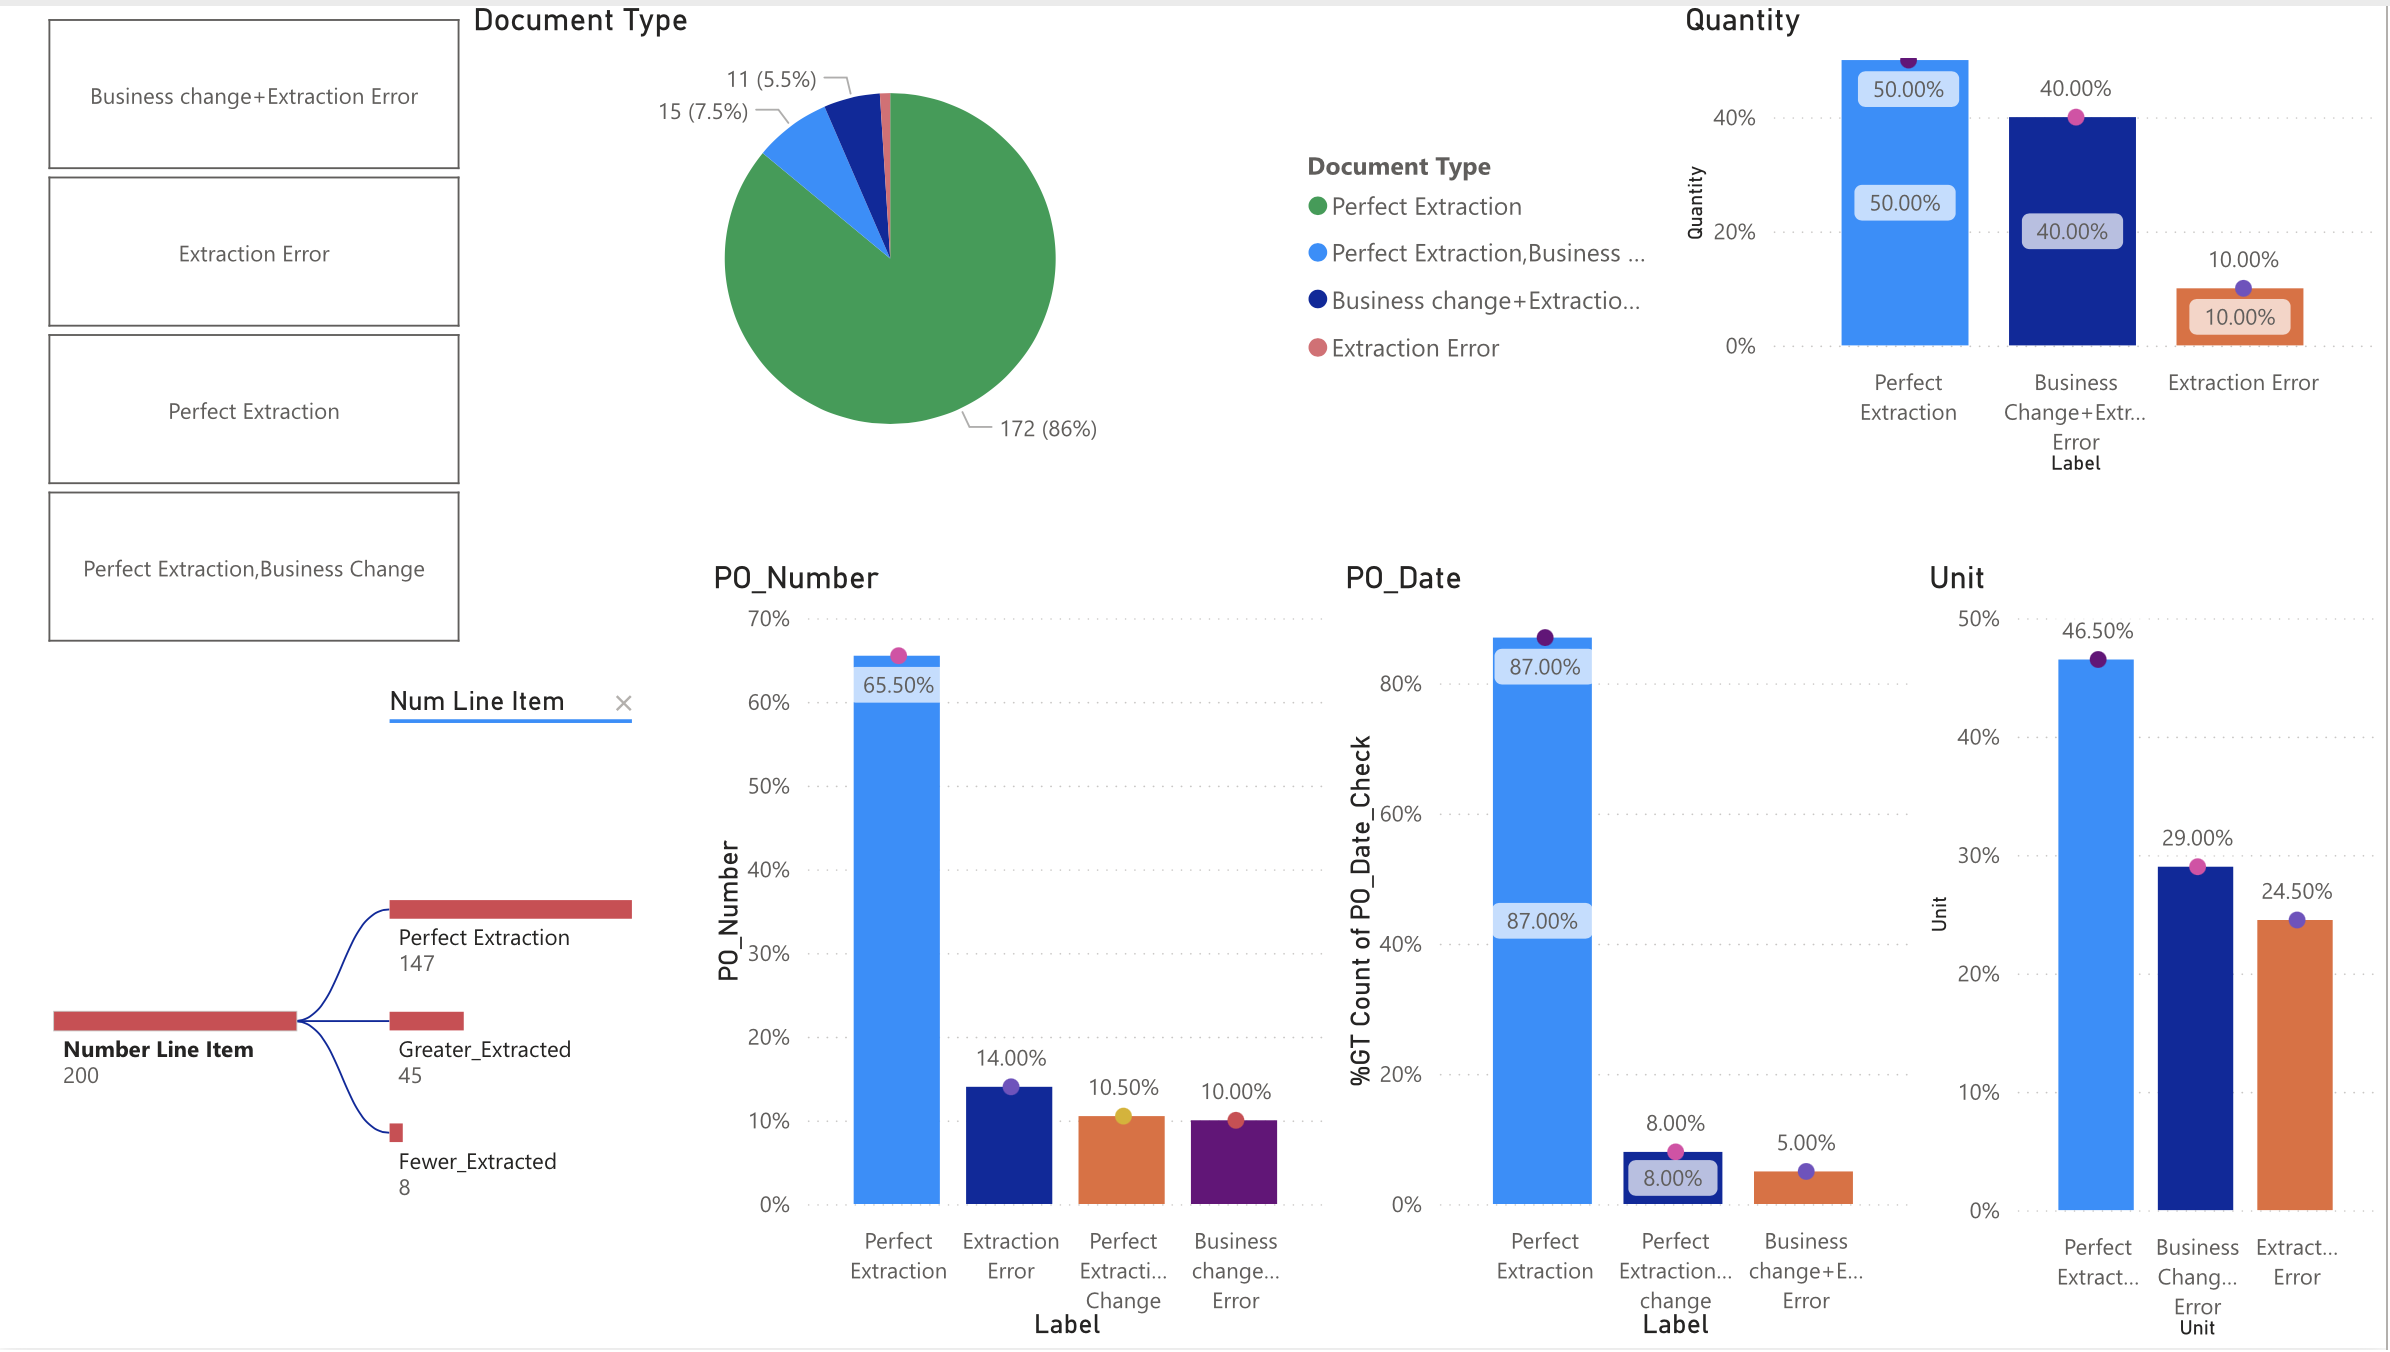 Business change+Extraction Error
Extraction Error
Perfect Extraction
Perfect Extraction,Business Change
Document Type
11 (5.5%)
15 (7.5%)
172 (86%)
Document Type
Perfect Extraction
Perfect Extraction,Business ...
Business change+Extractio...
Extraction Error
Quantity
Quantity
40%
20%
0%
50.00%
50.00%
40.00%
40.00%
10.00%
10.00%
Perfect
Extraction
Business
Change+Extr...
Error
Extraction Error
Label
Num Line Item
Number Line Item
200
Perfect Extraction
147
Greater_Extracted
45
Fewer_Extracted
8
PO_Number
PO_Number
70%
60%
50%
40%
30%
20%
10%
0%
65.50%
14.00%
10.50%
10.00%
Perfect
Extraction
Extraction
Error
Perfect
Extracti...
Change
Business
change...
Error
Label
PO_Date
%GT Count of PO_Date_Check
80%
60%
40%
20%
0%
87.00%
87.00%
8.00%
8.00%
5.00%
Perfect
Extraction
Perfect
Extraction...
change
Business
change+E...
Error
Label
Unit
Unit
50%
40%
30%
20%
10%
0%
46.50%
29.00%
24.50%
Perfect
Extract...
Business
Chang...
Error
Extract...
Error
Unit